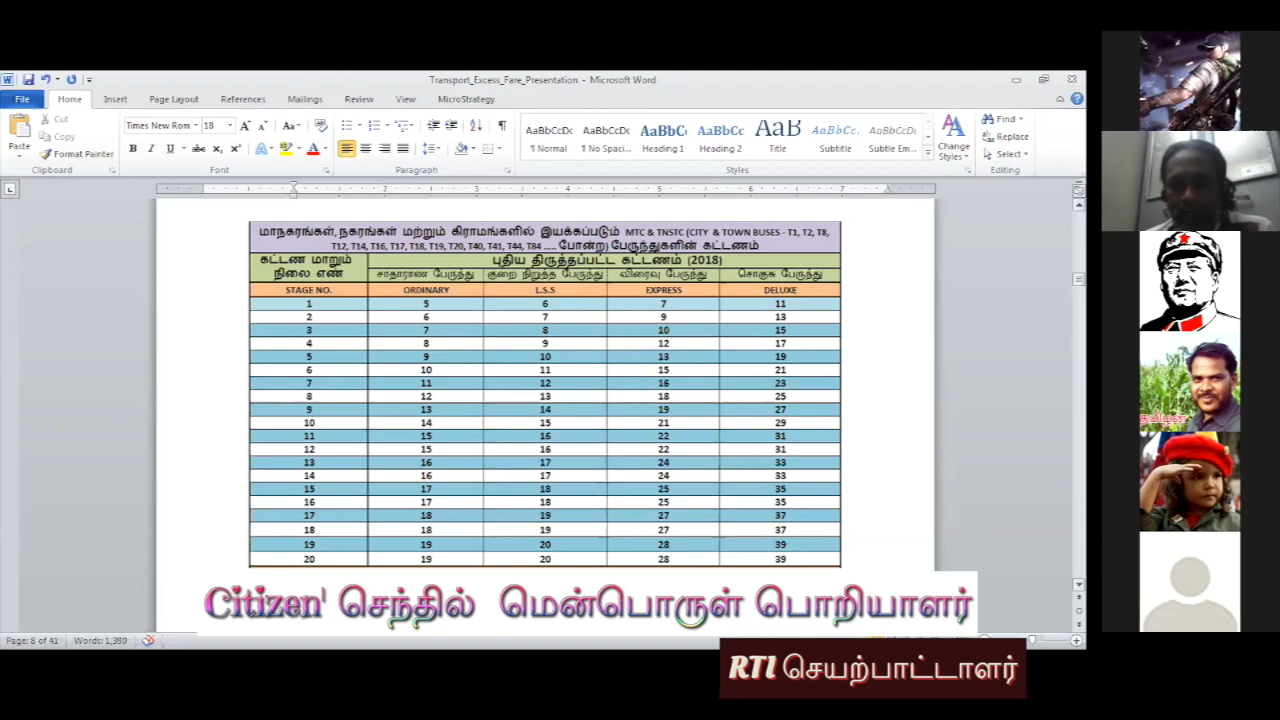 Transport_Excess_Fare_Presentation - Microsoft Word
File Home Insert Page Layout References Mailings Review View MicroStrategy
Cut
Copy
Format Painter
Paste
Times New Rom 18
AaBbCcDc AaBbCcDc AaBbC AaBbCc AaB AaBbCc. AaBbCcDc
¶ Normal ¶ No Spaci... Heading 1 Heading 2 Title Subtitle Subtle Em...
Change Styles
Find
Replace
Select
Clipboard Font Paragraph Styles Editing
2 3 4 5 6 7
மாநகரங்கள், நகரங்கள் மற்றும் கிராமங்களில் இயக்கப்படும் MTC & TNSTC (CITY & TOWN BUSES - T1, T2, T8,
T12, T14, T16, T17, T18, T19, T20, T40, T41, T44, T84 ..... போன்ற) பேருந்துகளின் கட்டணம்
கட்டண மாறும் நிலை எண் புதிய திருத்தப்பட்ட கட்டணம் (2018)
சாதாரண பேருந்து குறை நிறுத்த பேருந்து விரைவு பேருந்து சொகுசு பேருந்து
STAGE NO. ORDINARY L.S.S EXPRESS DELUXE
1 5 6 7 11
2 6 7 9 13
3 7 8 10 15
4 8 9 12 17
5 9 10 13 19
6 10 11 15 21
7 11 12 16 23
8 12 13 18 25
9 13 14 19 27
10 14 15 21 29
11 15 16 22 31
12 15 16 22 31
13 16 17 24 33
14 16 17 24 33
15 17 18 25 35
16 17 18 25 35
17 18 19 27 37
18 18 19 27 37
19 19 20 28 39
20 19 20 28 39
தமிழன்
Citizen' செந்தில் மென்பொருள் பொறியாளர்
Page: 8 of 41 Words: 1,390
RTI செயற்பாட்டாளர்